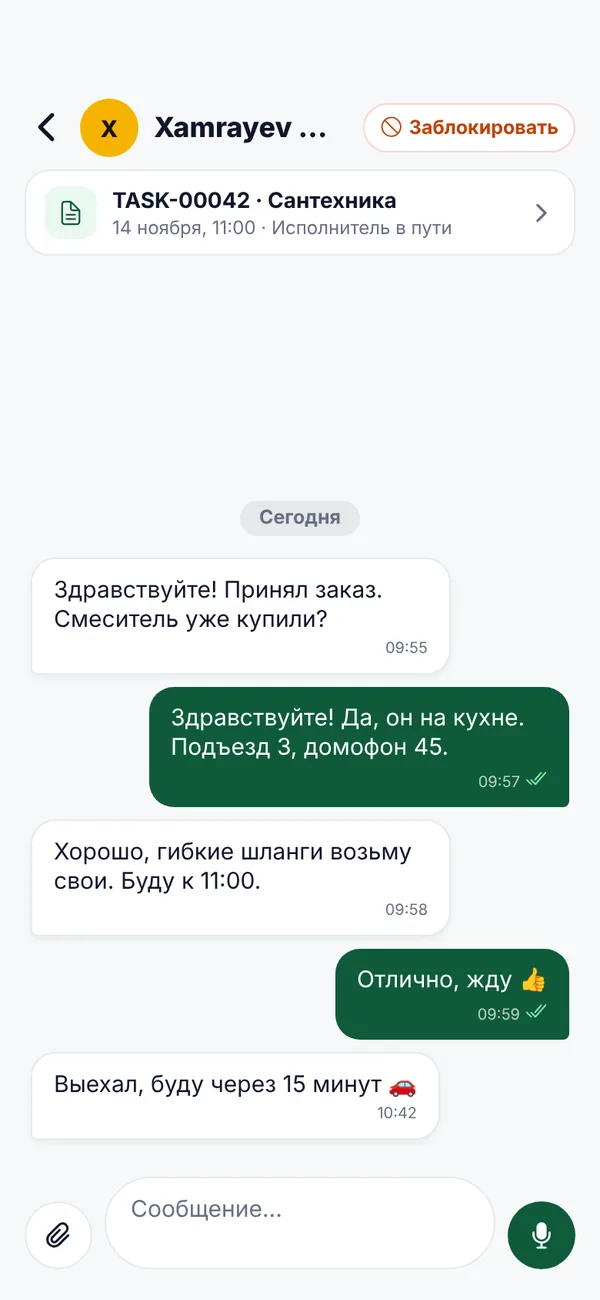 X
Xamrayev ...
Заблокировать
TASK-00042 · Сантехника
14 ноября, 11:00 · Исполнитель в пути
Сегодня
Здравствуйте! Принял заказ.
Смеситель уже купили?
09:55
Здравствуйте! Да, он на кухне.
Подъезд 3, домофон 45.
09:57
Хорошо, гибкие шланги возьму
свои. Буду к 11:00.
09:58
Отлично, жду 👍
09:59
Выехал, буду через 15 минут 🚗
10:42
Сообщение...